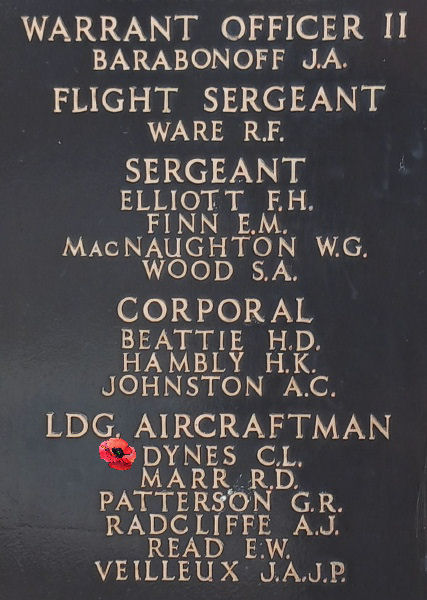 WARRANT OFFICER II
BARABONOFF J.A.
FLIGHT SERGEANT
WARE R.F.
SERGEANT
ELLIOTT F.H.
FINN E.M.
MacNAUGHTON W.G.
WOOD S.A.
CORPORAL
BEATTIE H.D.
HAMBLY H.K.
JOHNSTON A.C.
LDG. AIRCRAFTMAN
DYNES C.L.
MARR R.D.
PATTERSON G.R.
RADCLIFFE A.J.
READ E.W.
VEILLEUX J.A.J.P.